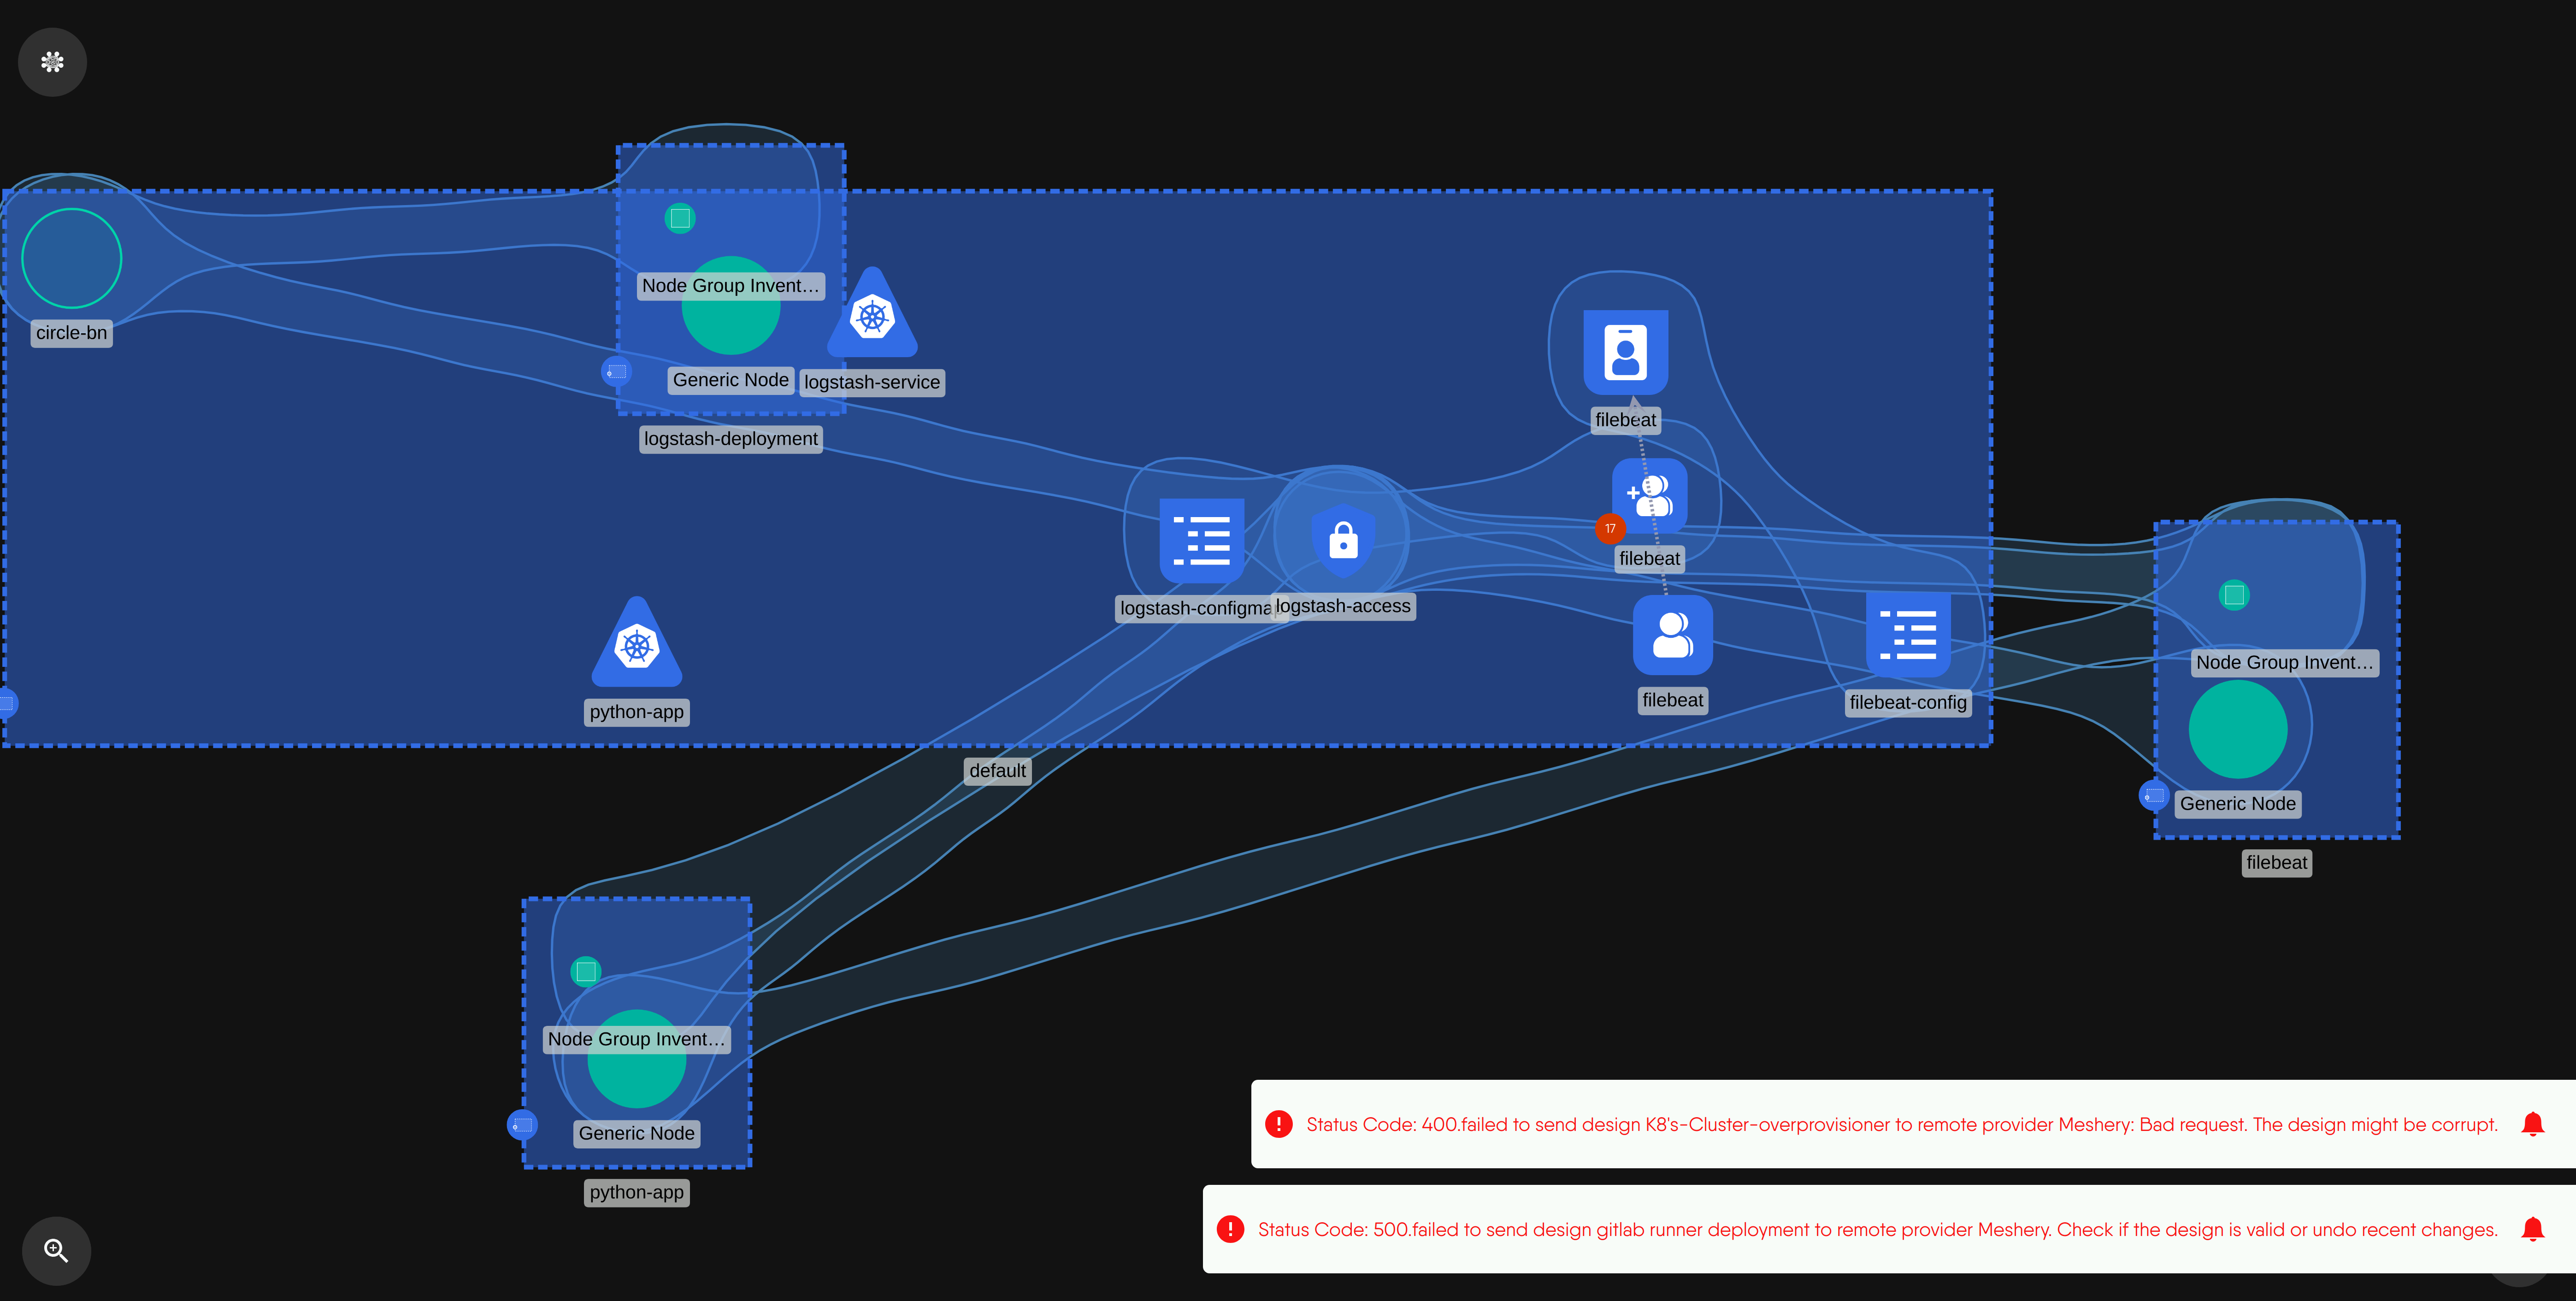 Node Group Invent...
circle-bn
Generic Node
logstash-service
logstash-deployment
filebeat
17
filebeat
logstash-configma
logstash-access
filebeat
filebeat-config
python-app
default
Node Group Invent...
Generic Node
filebeat
Node Group Invent...
Generic Node
python-app
Status Code: 400.failed to send design K8's-Cluster-overprovisioner to remote provider Meshery: Bad request. The design might be corrupt.
Status Code: 500.failed to send design gitlab runner deployment to remote provider Meshery. Check if the design is valid or undo recent changes.